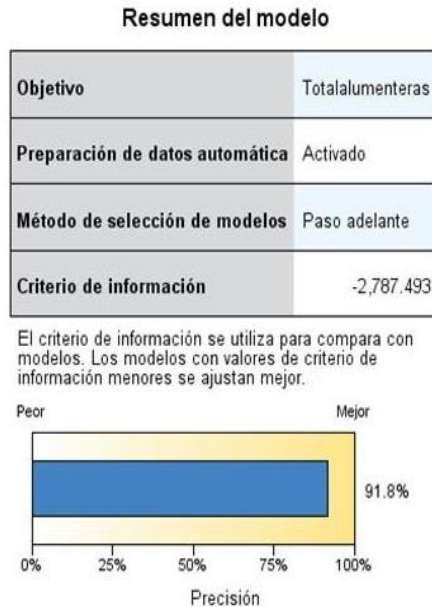 Resumen del modelo
Objetivo Totalalumenteras
Preparación de datos automática Activado
Método de selección de modelos Paso adelante
Criterio de información -2,787.493
El criterio de información se utiliza para compara con
modelos. Los modelos con valores de criterio de
información menores se ajustan mejor.
Peor Mejor
91.8%
0% 25% 50% 75% 100%
Precisión